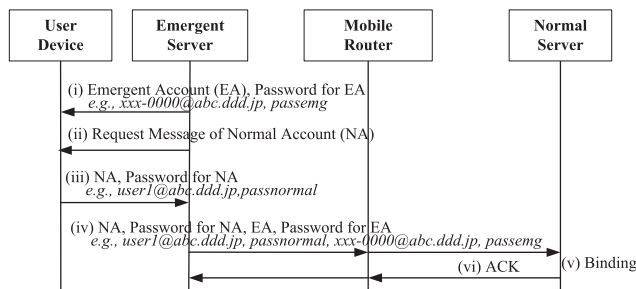 User
Device
Emergent
Server
Mobile
Router
Normal
Server
(i) Emergent Account (EA), Password for EA
e.g., xxx-0000@abc.ddd.jp, passemg
(ii) Request Message of Normal Account (NA)
(iii) NA, Password for NA
e.g., user1@abc.ddd.jp,passnormal
(iv) NA, Password for NA, EA, Password for EA
e.g., user1@abc.ddd.jp, passnormal, xxx-0000@abc.ddd.jp, passemg
(v) Binding
(vi) ACK